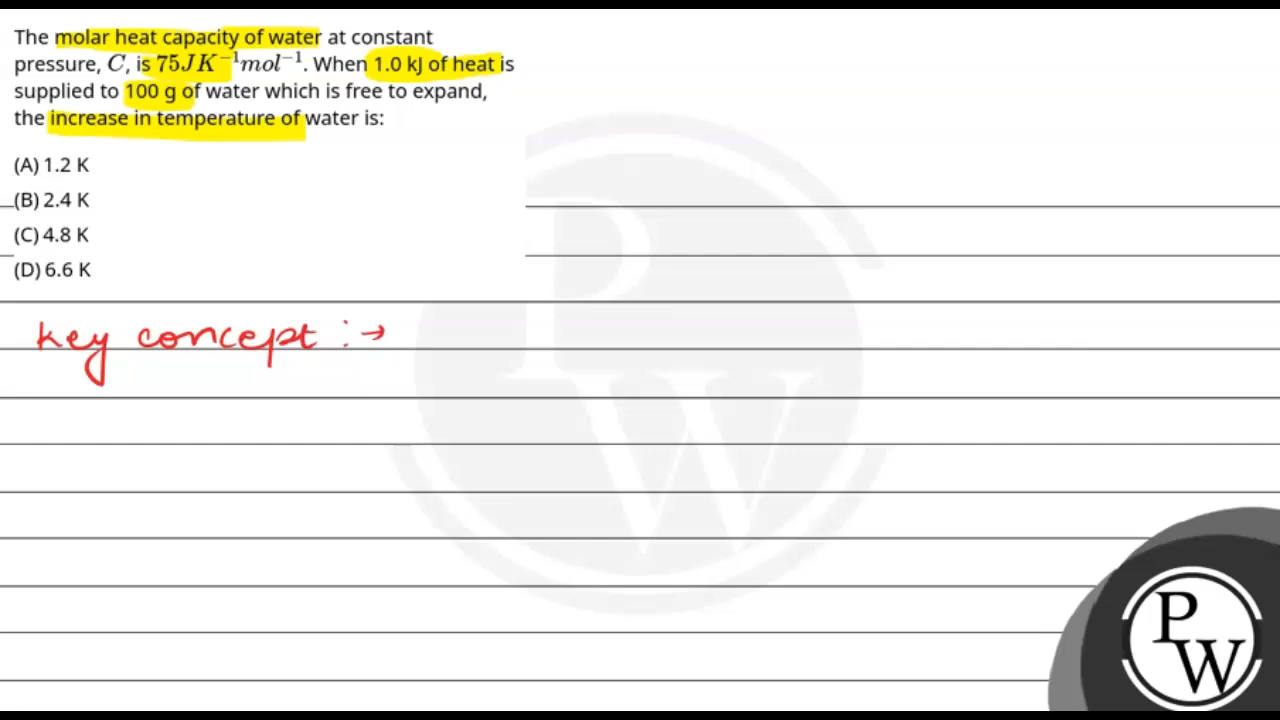 The molar heat capacity of water at constant
pressure, C, is 75JK⁻¹mol⁻¹. When 1.0 kJ of heat is
supplied to 100 g of water which is free to expand,
the increase in temperature of water is:
(A) 1.2 K
(B) 2.4 K
(C) 4.8 K
(D) 6.6 K
key concept :→
P
W
P
W